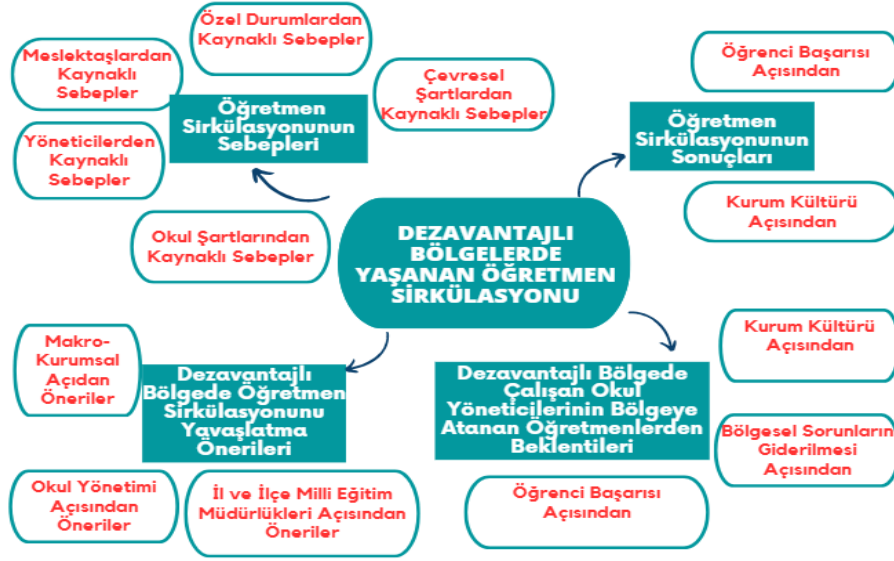 Özel Durumlardan
Kaynaklı Sebepler
Meslektaşlardan
Kaynaklı
Sebepler
Çevresel
Şartlardan
Kaynaklı Sebepler
Öğretmen
Sirkülasyonunun
Sebepleri
Yöneticilerden
Kaynaklı
Sebepler
Okul Şartlarından
Kaynaklı Sebepler
Öğrenci Başarısı
Açısından
Öğretmen
Sirkülasyonunun
Sonuçları
Kurum Kültürü
Açısından
DEZAVANTAJLI
BÖLGELERDE
YAŞANAN ÖĞRETMEN
SİRKÜLASYONU
Makro-
Kurumsal
Açıdan
Öneriler
Dezavantajlı
Bölgede Öğretmen
Sirkülasyonunu
Yavaşlatma
Önerileri
Okul Yönetimi
Açısından
Öneriler
İl ve İlçe Milli Eğitim
Müdürlükleri Açısından
Öneriler
Dezavantajlı Bölgede
Çalışan Okul
Yöneticilerinin Bölgeye
Atanan Öğretmenlerden
Beklentileri
Kurum Kültürü
Açısından
Bölgesel Sorunların
Giderilmesi
Açısından
Öğrenci Başarısı
Açısından